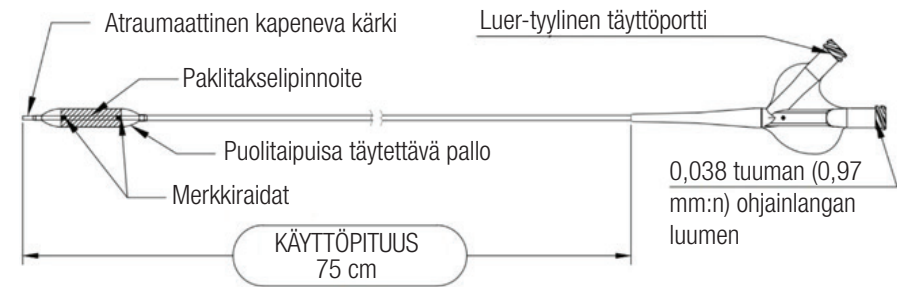 Atraumaattinen kapeneva kärki
Luer-tyylinen täyttöportti
Paklitakselipinnoite
Puolitaipuisa täytettävä pallo
Merkkiraidat
0,038 tuuman (0,97
mm:n) ohjainlangan
luumen
KÄYTTÖPITUUS
75 cm